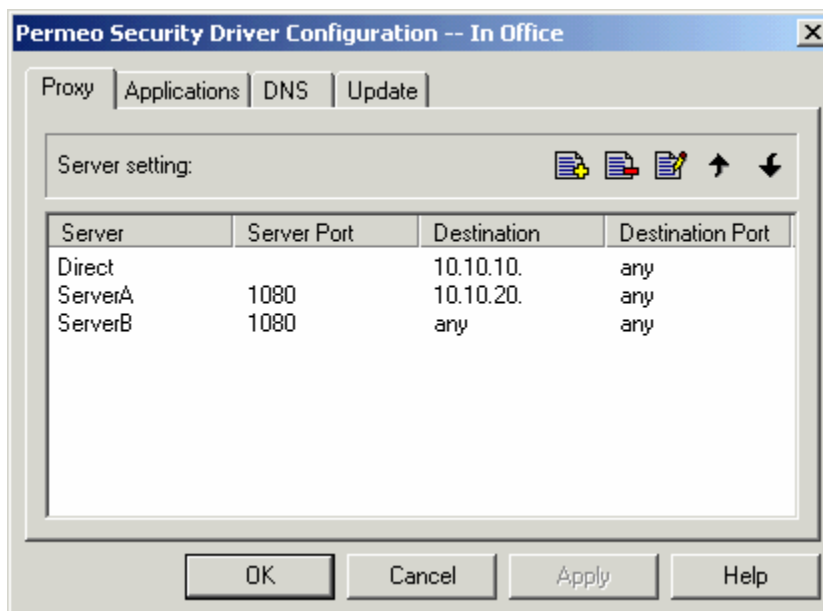 Permeo Security Driver Configuration -- In Office
Proxy Applications DNS Update
Server setting:
Server Server Port Destination Destination Port
Direct 10.10.10. any
ServerA 1080 10.10.20. any
ServerB 1080 any any
OK Cancel Apply Help